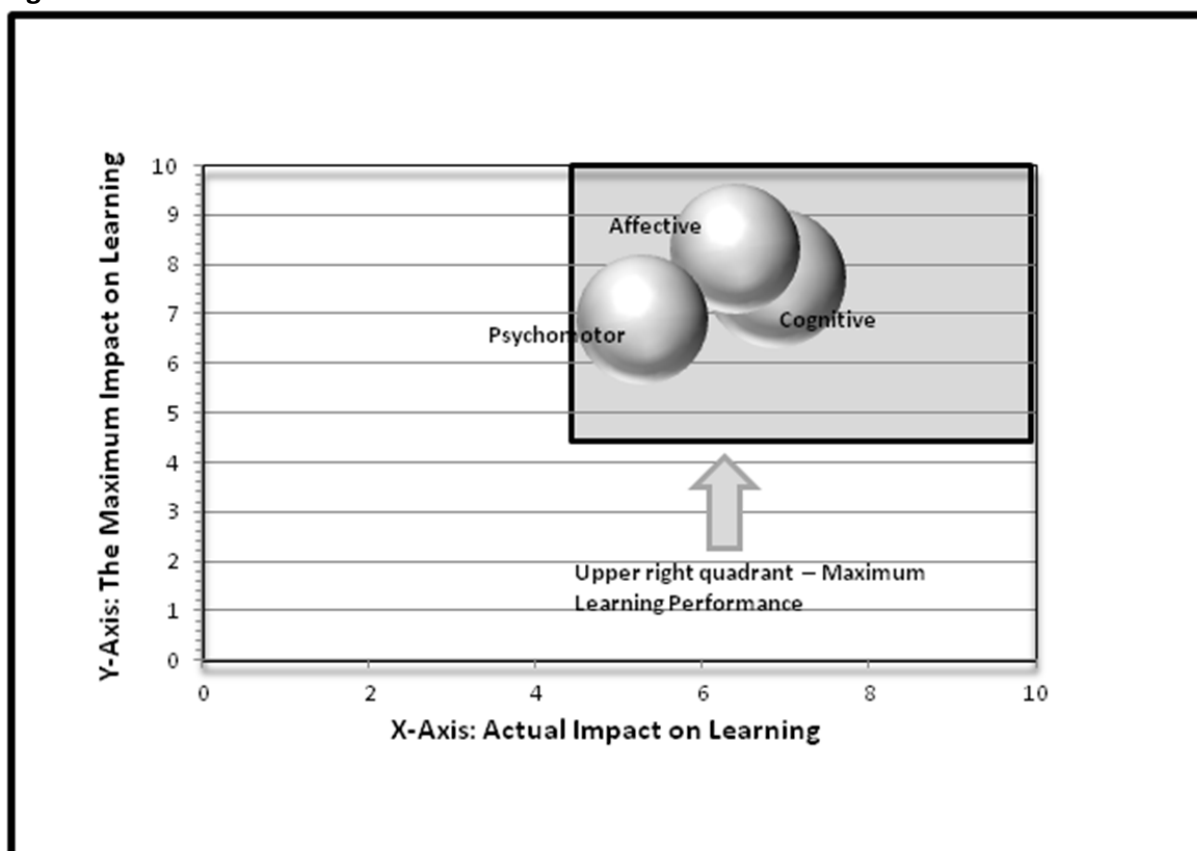 Y-Axis: The Maximum Impact on Learning
10
9
8
7
6
5
4
3
2
1
0
Affective
Psychomotor
Cognitive
Upper right quadrant – Maximum
Learning Performance
0 2 4 6 8 10
X-Axis: Actual Impact on Learning